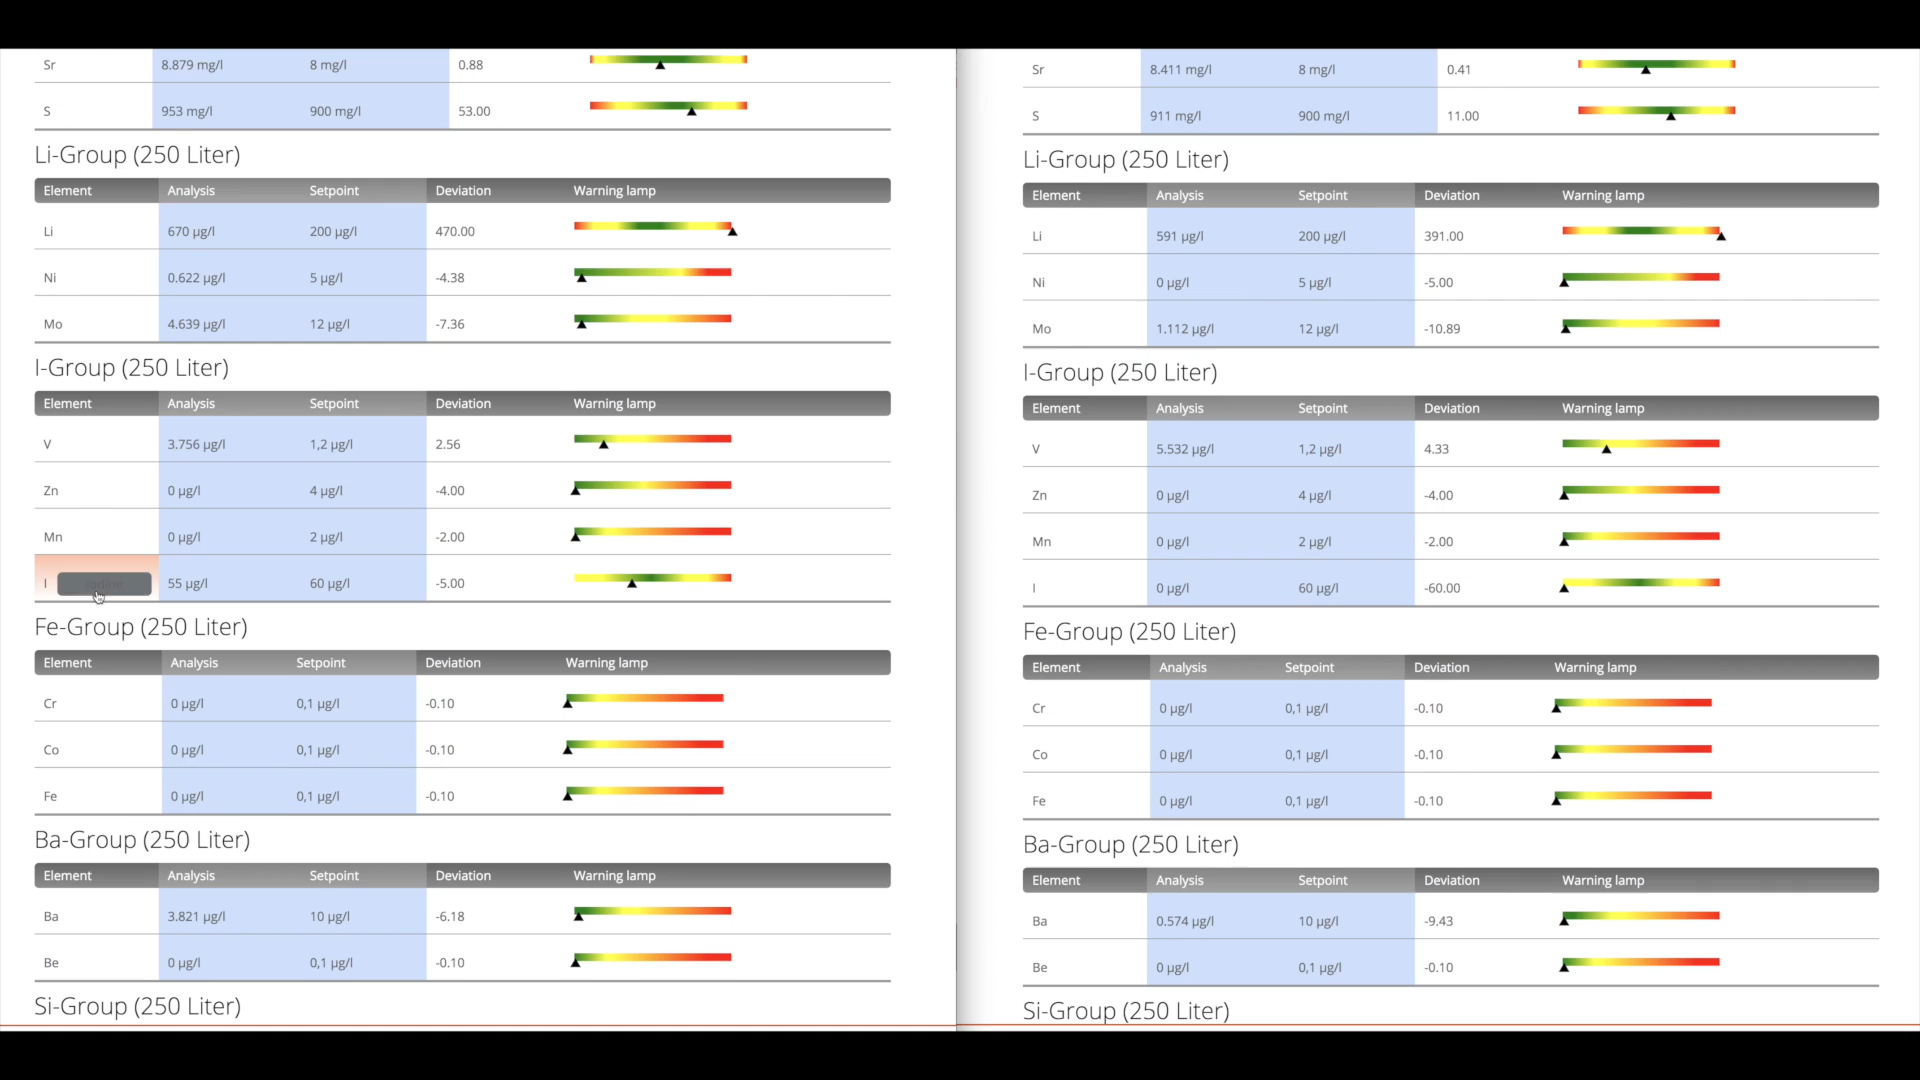 Sr 8.879 mg/l 8 mg/l 0.88
S 953 mg/l 900 mg/l 53.00
Li-Group (250 Liter)
Element Analysis Setpoint Deviation Warning lamp
Li 670 µg/l 200 µg/l 470.00
Ni 0.622 µg/l 5 µg/l -4.38
Mo 4.639 µg/l 12 µg/l -7.36
I-Group (250 Liter)
Element Analysis Setpoint Deviation Warning lamp
V 3.756 µg/l 1,2 µg/l 2.56
Zn 0 µg/l 4 µg/l -4.00
Mn 0 µg/l 2 µg/l -2.00
I 55 µg/l 60 µg/l -5.00
Fe-Group (250 Liter)
Element Analysis Setpoint Deviation Warning lamp
Cr 0 µg/l 0,1 µg/l -0.10
Co 0 µg/l 0,1 µg/l -0.10
Fe 0 µg/l 0,1 µg/l -0.10
Ba-Group (250 Liter)
Element Analysis Setpoint Deviation Warning lamp
Ba 3.821 µg/l 10 µg/l -6.18
Be 0 µg/l 0,1 µg/l -0.10
Si-Group (250 Liter)
Sr 8.411 mg/l 8 mg/l 0.41
S 911 mg/l 900 mg/l 11.00
Li-Group (250 Liter)
Element Analysis Setpoint Deviation Warning lamp
Li 591 µg/l 200 µg/l 391.00
Ni 0 µg/l 5 µg/l -5.00
Mo 1.112 µg/l 12 µg/l -10.89
I-Group (250 Liter)
Element Analysis Setpoint Deviation Warning lamp
V 5.532 µg/l 1,2 µg/l 4.33
Zn 0 µg/l 4 µg/l -4.00
Mn 0 µg/l 2 µg/l -2.00
I 0 µg/l 60 µg/l -60.00
Fe-Group (250 Liter)
Element Analysis Setpoint Deviation Warning lamp
Cr 0 µg/l 0,1 µg/l -0.10
Co 0 µg/l 0,1 µg/l -0.10
Fe 0 µg/l 0,1 µg/l -0.10
Ba-Group (250 Liter)
Element Analysis Setpoint Deviation Warning lamp
Ba 0.574 µg/l 10 µg/l -9.43
Be 0 µg/l 0,1 µg/l -0.10
Si-Group (250 Liter)